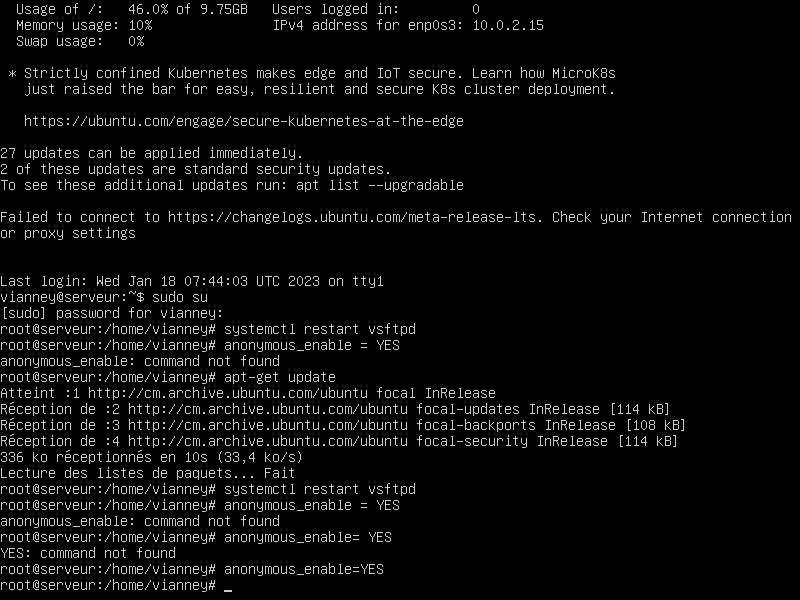 Usage of /:   46.0% of 9.75GB   Users logged in:         0
Memory usage: 10%               IPv4 address for enp0s3: 10.0.2.15
Swap usage:   0%
* Strictly confined Kubernetes makes edge and IoT secure. Learn how MicroK8s
just raised the bar for easy, resilient and secure K8s cluster deployment.
https://ubuntu.com/engage/secure-kubernetes-at-the-edge
27 updates can be applied immediately.
2 of these updates are standard security updates.
To see these additional updates run: apt list --upgradable
Failed to connect to https://changelogs.ubuntu.com/meta-release-lts. Check your Internet connection
or proxy settings
Last login: Wed Jan 18 07:44:03 UTC 2023 on tty1
vianney@serveur:~$ sudo su
[sudo] password for vianney:
root@serveur:/home/vianney# systemctl restart vsftpd
root@serveur:/home/vianney# anonymous_enable = YES
anonymous_enable: command not found
root@serveur:/home/vianney# apt-get update
Atteint :1 http://cm.archive.ubuntu.com/ubuntu focal InRelease
Réception de :2 http://cm.archive.ubuntu.com/ubuntu focal-updates InRelease [114 kB]
Réception de :3 http://cm.archive.ubuntu.com/ubuntu focal-backports InRelease [108 kB]
Réception de :4 http://cm.archive.ubuntu.com/ubuntu focal-security InRelease [114 kB]
336 ko réceptionnés en 10s (33,4 ko/s)
Lecture des listes de paquets... Fait
root@serveur:/home/vianney# systemctl restart vsftpd
root@serveur:/home/vianney# anonymous_enable = YES
anonymous_enable: command not found
root@serveur:/home/vianney# anonymous_enable= YES
YES: command not found
root@serveur:/home/vianney# anonymous_enable=YES
root@serveur:/home/vianney# _